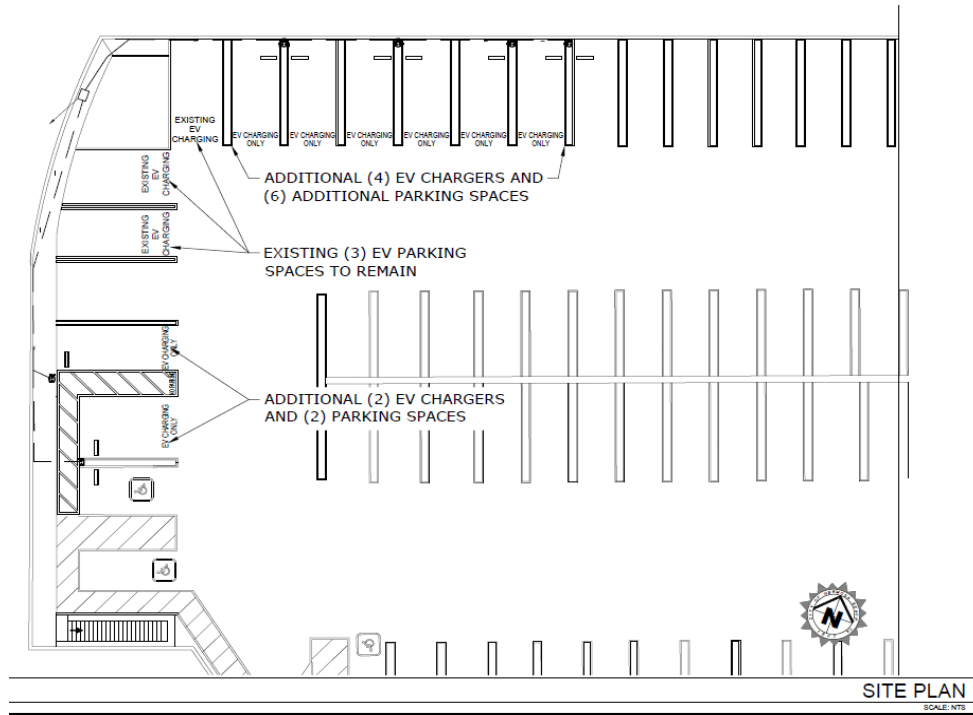 EXISTING
EV
CHARGING
EV CHARGING
ONLY
EV CHARGING
ONLY
EV CHARGING
ONLY
EV CHARGING
ONLY
EV CHARGING
ONLY
EV CHARGING
ONLY
EXISTING
EV
CHARGING
ADDITIONAL (4) EV CHARGERS AND
(6) ADDITIONAL PARKING SPACES
EXISTING
EV
CHARGING
EXISTING (3) EV PARKING
SPACES TO REMAIN
EV CHARGING
ONLY
ADDITIONAL (2) EV CHARGERS
AND (2) PARKING SPACES
EV CHARGING
ONLY
N
SITE PLAN
SCALE: NTS